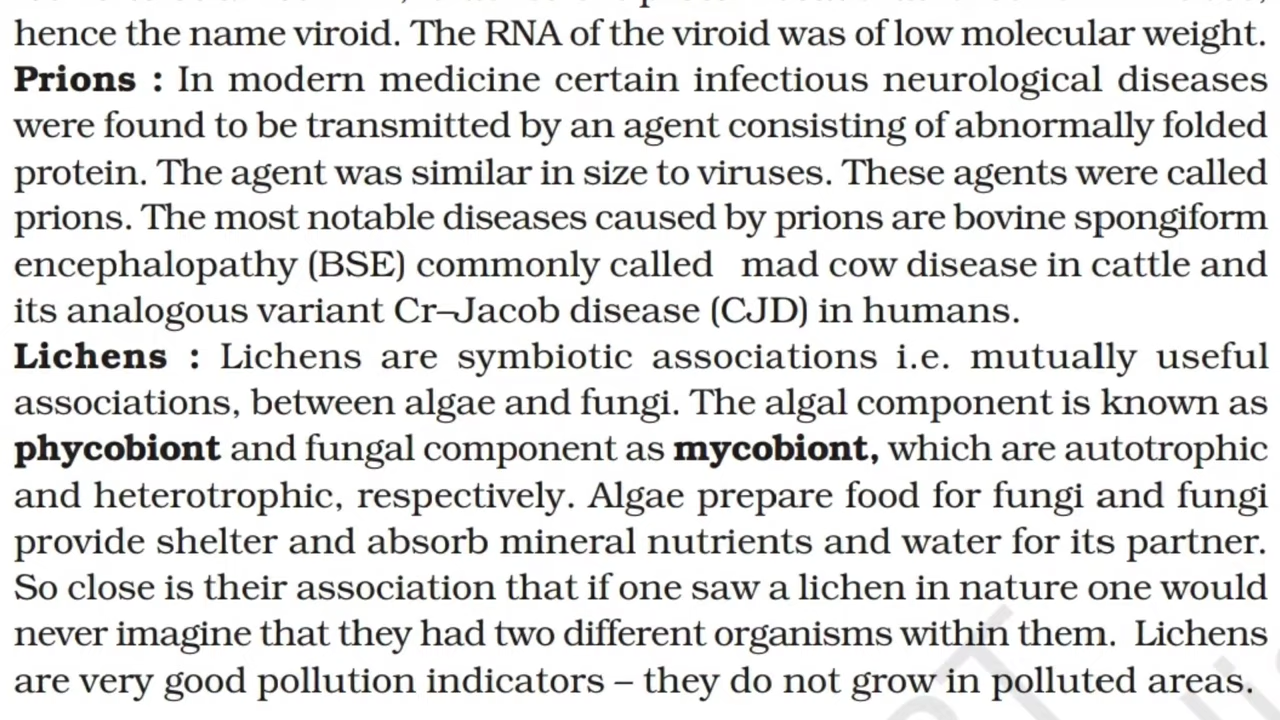 hence the name viroid. The RNA of the viroid was of low molecular weight.
Prions : In modern medicine certain infectious neurological diseases
were found to be transmitted by an agent consisting of abnormally folded
protein. The agent was similar in size to viruses. These agents were called
prions. The most notable diseases caused by prions are bovine spongiform
encephalopathy (BSE) commonly called mad cow disease in cattle and
its analogous variant Cr–Jacob disease (CJD) in humans.
Lichens : Lichens are symbiotic associations i.e. mutually useful
associations, between algae and fungi. The algal component is known as
phycobiont and fungal component as mycobiont, which are autotrophic
and heterotrophic, respectively. Algae prepare food for fungi and fungi
provide shelter and absorb mineral nutrients and water for its partner.
So close is their association that if one saw a lichen in nature one would
never imagine that they had two different organisms within them. Lichens
are very good pollution indicators – they do not grow in polluted areas.